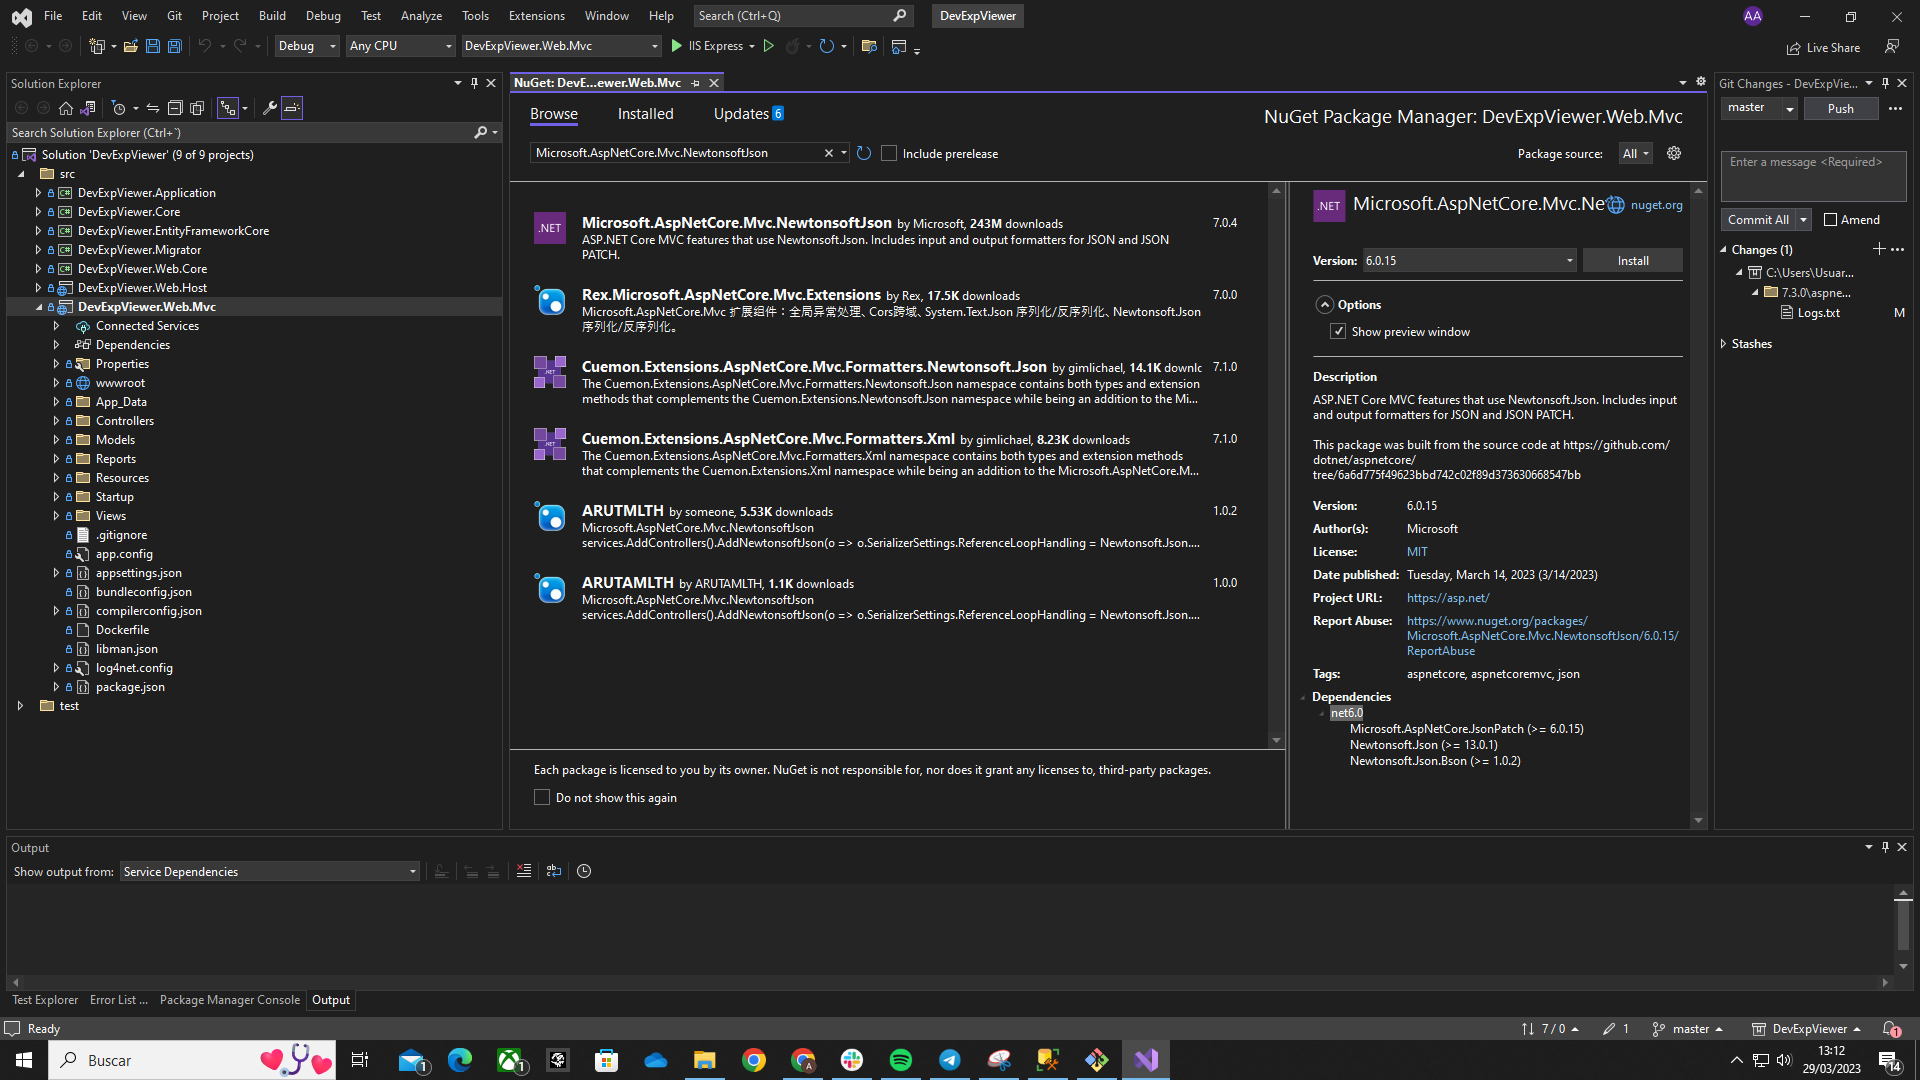 File Edit View Git Project Build Debug Test Analyze Tools Extensions Window Help Search (Ctrl+Q) DevExpViewer AA
Debug Any CPU DevExpViewer.Web.Mvc IIS Express Live Share
Solution Explorer
Search Solution Explorer (Ctrl+`)
Solution 'DevExpViewer' (9 of 9 projects)
src
DevExpViewer.Application
DevExpViewer.Core
DevExpViewer.EntityFrameworkCore
DevExpViewer.Migrator
DevExpViewer.Web.Core
DevExpViewer.Web.Host
DevExpViewer.Web.Mvc
Connected Services
Dependencies
Properties
wwwroot
App_Data
Controllers
Models
Reports
Resources
Startup
Views
.gitignore
app.config
appsettings.json
bundleconfig.json
compilerconfig.json
Dockerfile
libman.json
log4net.config
package.json
test
NuGet: DevE...ewer.Web.Mvc
Browse Installed Updates 6
NuGet Package Manager: DevExpViewer.Web.Mvc
Microsoft.AspNetCore.Mvc.NewtonsoftJson Include prerelease
Package source: All
.NET
Microsoft.AspNetCore.Mvc.NewtonsoftJson by Microsoft, 243M downloads 7.0.4
ASP.NET Core MVC features that use Newtonsoft.Json. Includes input and output formatters for JSON and JSON
PATCH.
Rex.Microsoft.AspNetCore.Mvc.Extensions by Rex, 17.5K downloads 7.0.0
Microsoft.AspNetCore.Mvc 扩展组件：全局异常处理、Cors跨域、System.Text.Json 序列化/反序列化、Newtonsoft.Json
序列化/反序列化。
Cuemon.Extensions.AspNetCore.Mvc.Formatters.Newtonsoft.Json by gimlichael, 14.1K downlc 7.1.0
The Cuemon.Extensions.AspNetCore.Mvc.Formatters.Newtonsoft.Json namespace contains both types and extension
methods that complements the Cuemon.Extensions.Newtonsoft.Json namespace while being an addition to the Mi...
Cuemon.Extensions.AspNetCore.Mvc.Formatters.Xml by gimlichael, 8.23K downloads 7.1.0
The Cuemon.Extensions.AspNetCore.Mvc.Formatters.Xml namespace contains both types and extension methods
that complements the Cuemon.Extensions.Xml namespace while being an addition to the Microsoft.AspNetCore.M...
ARUTMLTH by someone, 5.53K downloads 1.0.2
Microsoft.AspNetCore.Mvc.NewtonsoftJson
services.AddControllers().AddNewtonsoftJson(o => o.SerializerSettings.ReferenceLoopHandling = Newtonsoft.Json....
ARUTAMLTH by ARUTAMLTH, 1.1K downloads 1.0.0
Microsoft.AspNetCore.Mvc.NewtonsoftJson
services.AddControllers().AddNewtonsoftJson(o => o.SerializerSettings.ReferenceLoopHandling = Newtonsoft.Json....
Each package is licensed to you by its owner. NuGet is not responsible for, nor does it grant any licenses to, third-party packages.
Do not show this again
.NET Microsoft.AspNetCore.Mvc.Ne nuget.org
Version: 6.0.15 Install
Options
Show preview window
Description
ASP.NET Core MVC features that use Newtonsoft.Json. Includes input
and output formatters for JSON and JSON PATCH.
This package was built from the source code at https://github.com/
dotnet/aspnetcore/
tree/6a6d775f49623bbd742c02f89d373630668547bb
Version: 6.0.15
Author(s): Microsoft
License: MIT
Date published: Tuesday, March 14, 2023 (3/14/2023)
Project URL: https://asp.net/
Report Abuse: https://www.nuget.org/packages/
Microsoft.AspNetCore.Mvc.NewtonsoftJson/6.0.15/
ReportAbuse
Tags: aspnetcore, aspnetcoremvc, json
Dependencies
net6.0
Microsoft.AspNetCore.JsonPatch (>= 6.0.15)
Newtonsoft.Json (>= 13.0.1)
Newtonsoft.Json.Bson (>= 1.0.2)
Git Changes - DevExpVie...
master Push
Enter a message <Required>
Commit All Amend
Changes (1)
C:\Users\Usuar...
7.3.0\aspne...
Logs.txt M
Stashes
Output
Show output from: Service Dependencies
Test Explorer Error List ... Package Manager Console Output
Ready 7 / 0 1 master DevExpViewer 1
Buscar 1 1 A 13:12
29/03/2023 14